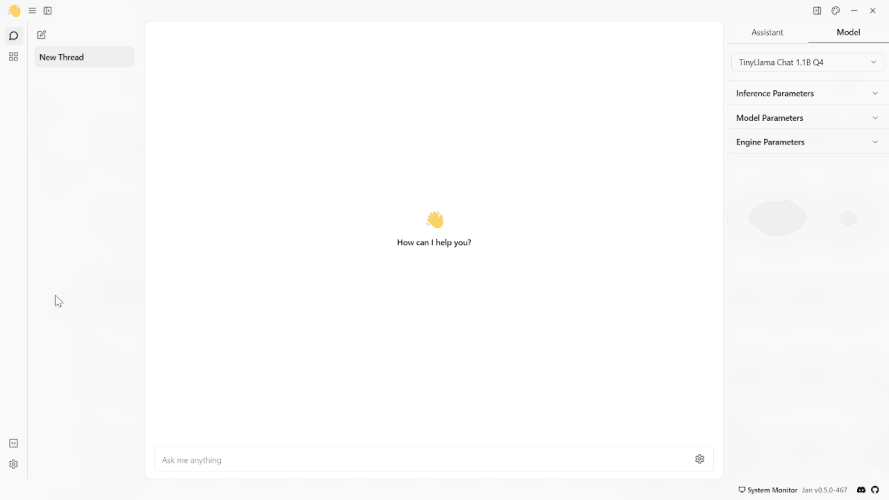 Assistant
Model
New Thread
TinyLlama Chat 1.1B Q4
Inference Parameters
Model Parameters
Engine Parameters
How can I help you?
Ask me anything
System Monitor Jan v0.5.0-467